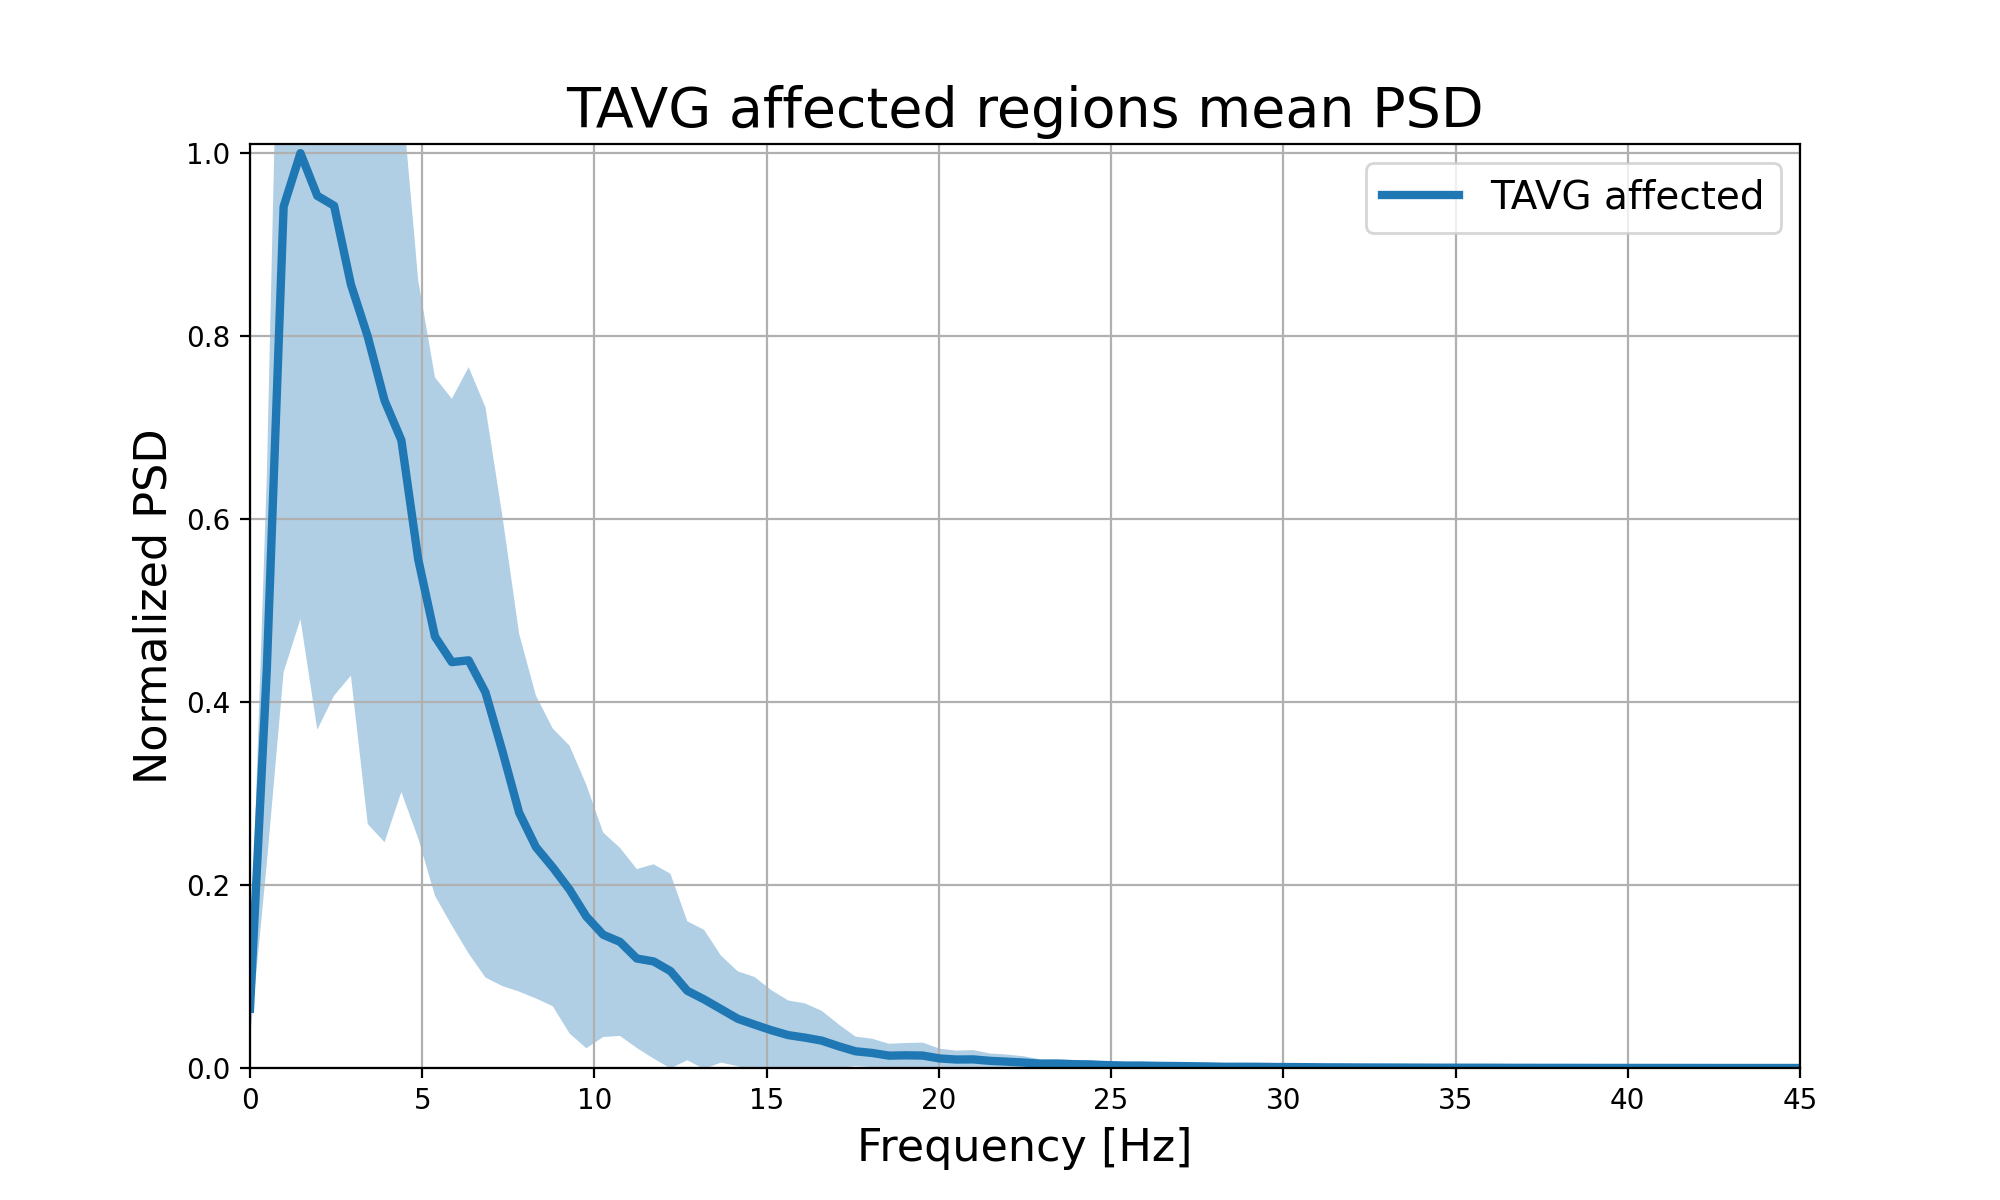 TAVG affected regions mean PSD
TAVG affected
Normalized PSD
1.0
0.8
0.6
0.4
0.2
0.0
0 5 10 15 20 25 30 35 40 45
Frequency [Hz]